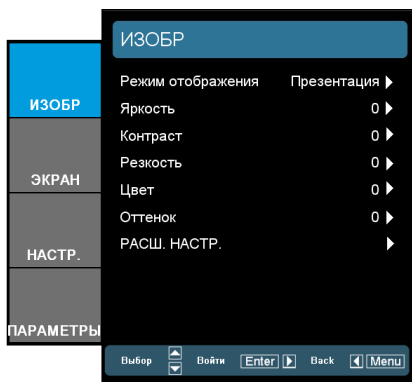 ИЗОБР
ИЗОБР
ЭКРАН
НАСТР.
ПАРАМЕТРЫ
Режим отображения Презентация
Яркость 0
Контраст 0
Резкость 0
Цвет 0
Оттенок 0
РАСШ. НАСТР.
Выбор Войти Enter Back Menu